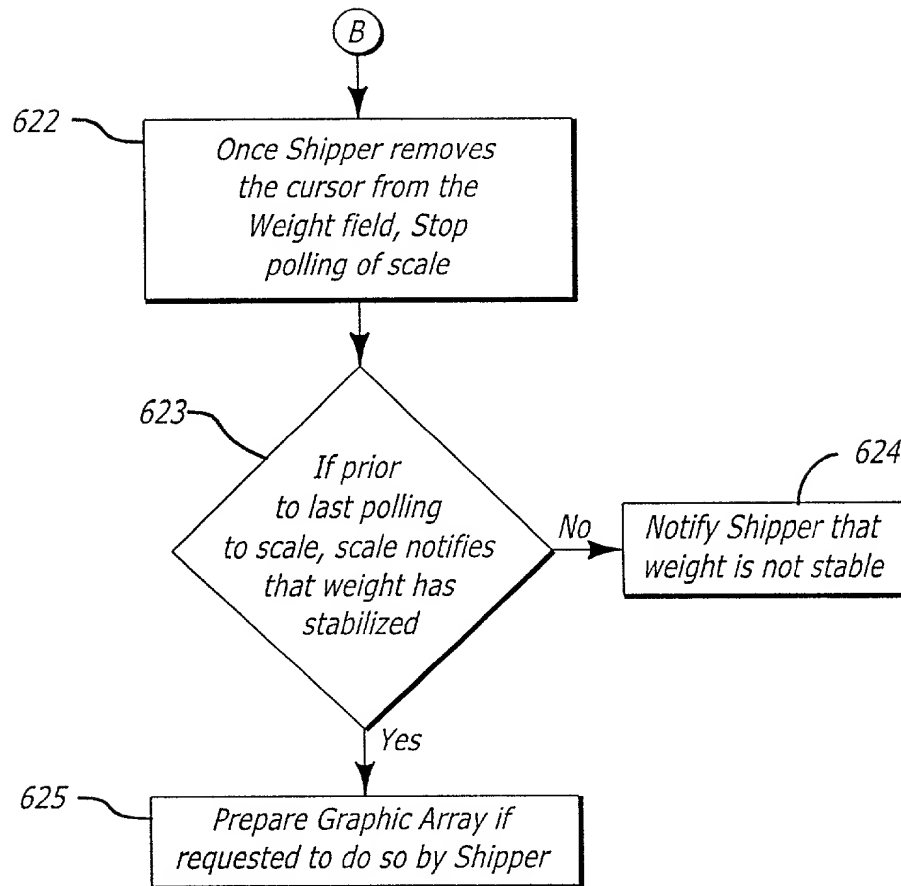 B
622
Once Shipper removes
the cursor from the
Weight field, Stop
polling of scale
623
If prior
to last polling
to scale, scale notifies
that weight has
stabilized
No
624
Notify Shipper that
weight is not stable
Yes
625
Prepare Graphic Array if
requested to do so by Shipper